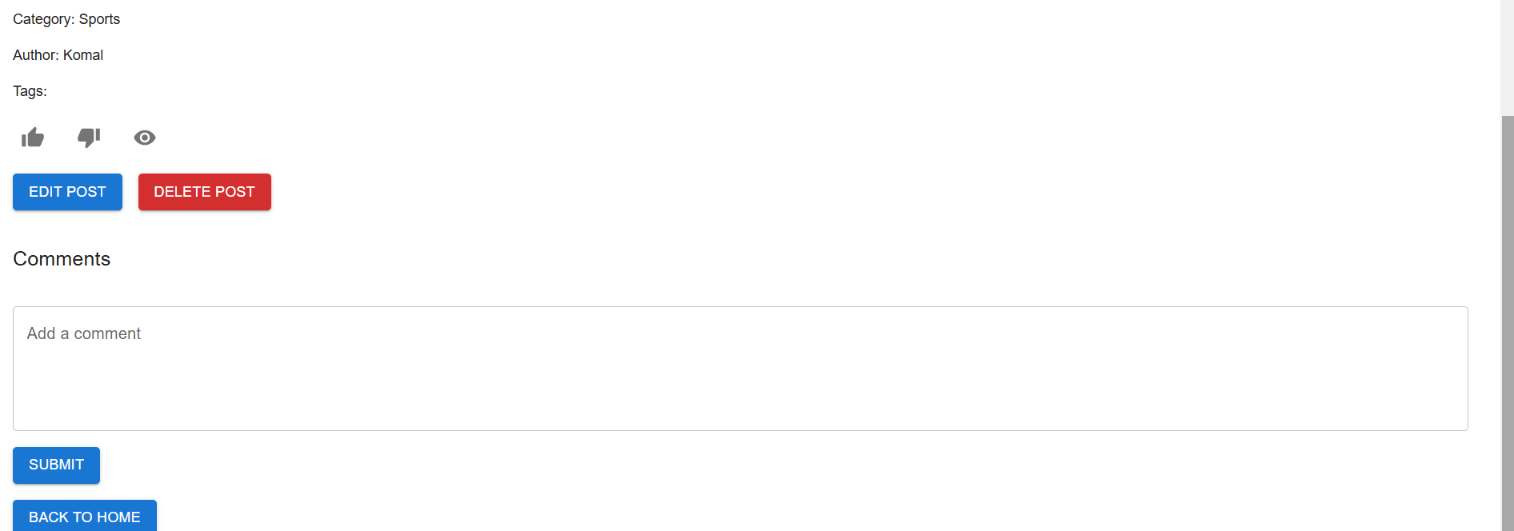 Category: Sports
Author: Komal
Tags:
EDIT POST DELETE POST
Comments
Add a comment
SUBMIT
BACK TO HOME